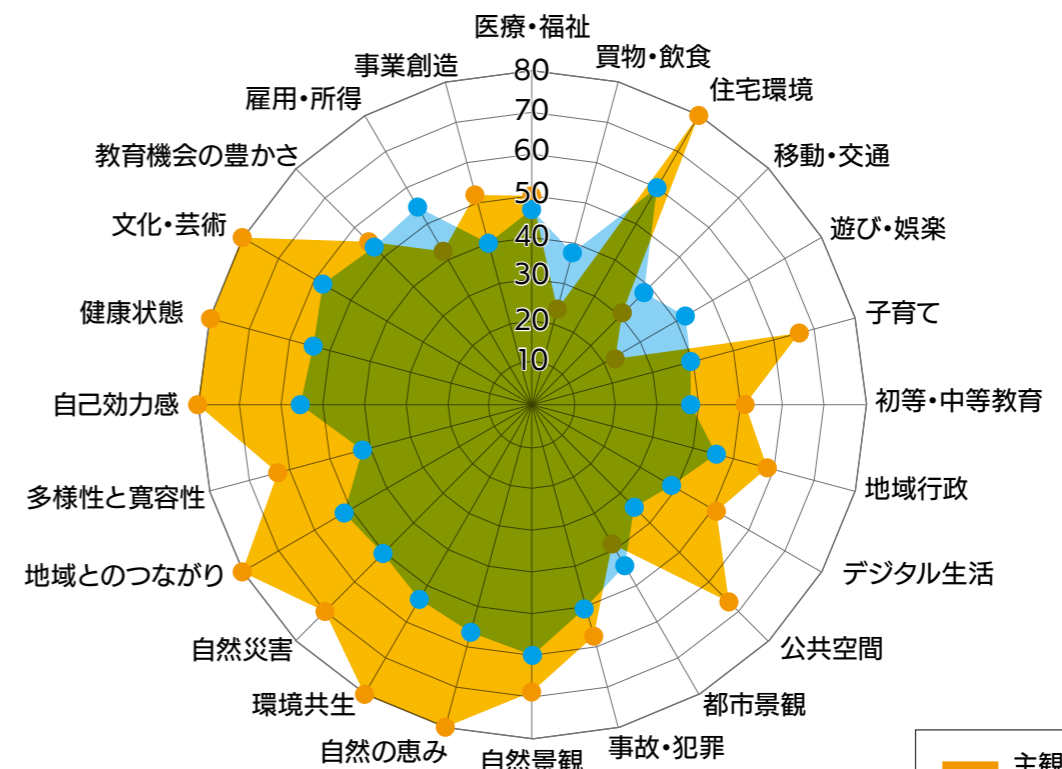 医療・福祉
買物・飲食
住宅環境
移動・交通
遊び・娯楽
子育て
初等・中等教育
地域行政
デジタル生活
公共空間
都市景観
事故・犯罪
自然景観
自然の恵み
環境共生
自然災害
地域とのつながり
多様性と寛容性
自己効力感
健康状態
文化・芸術
教育機会の豊かさ
雇用・所得
事業創造
80
70
60
50
40
30
20
10
主観